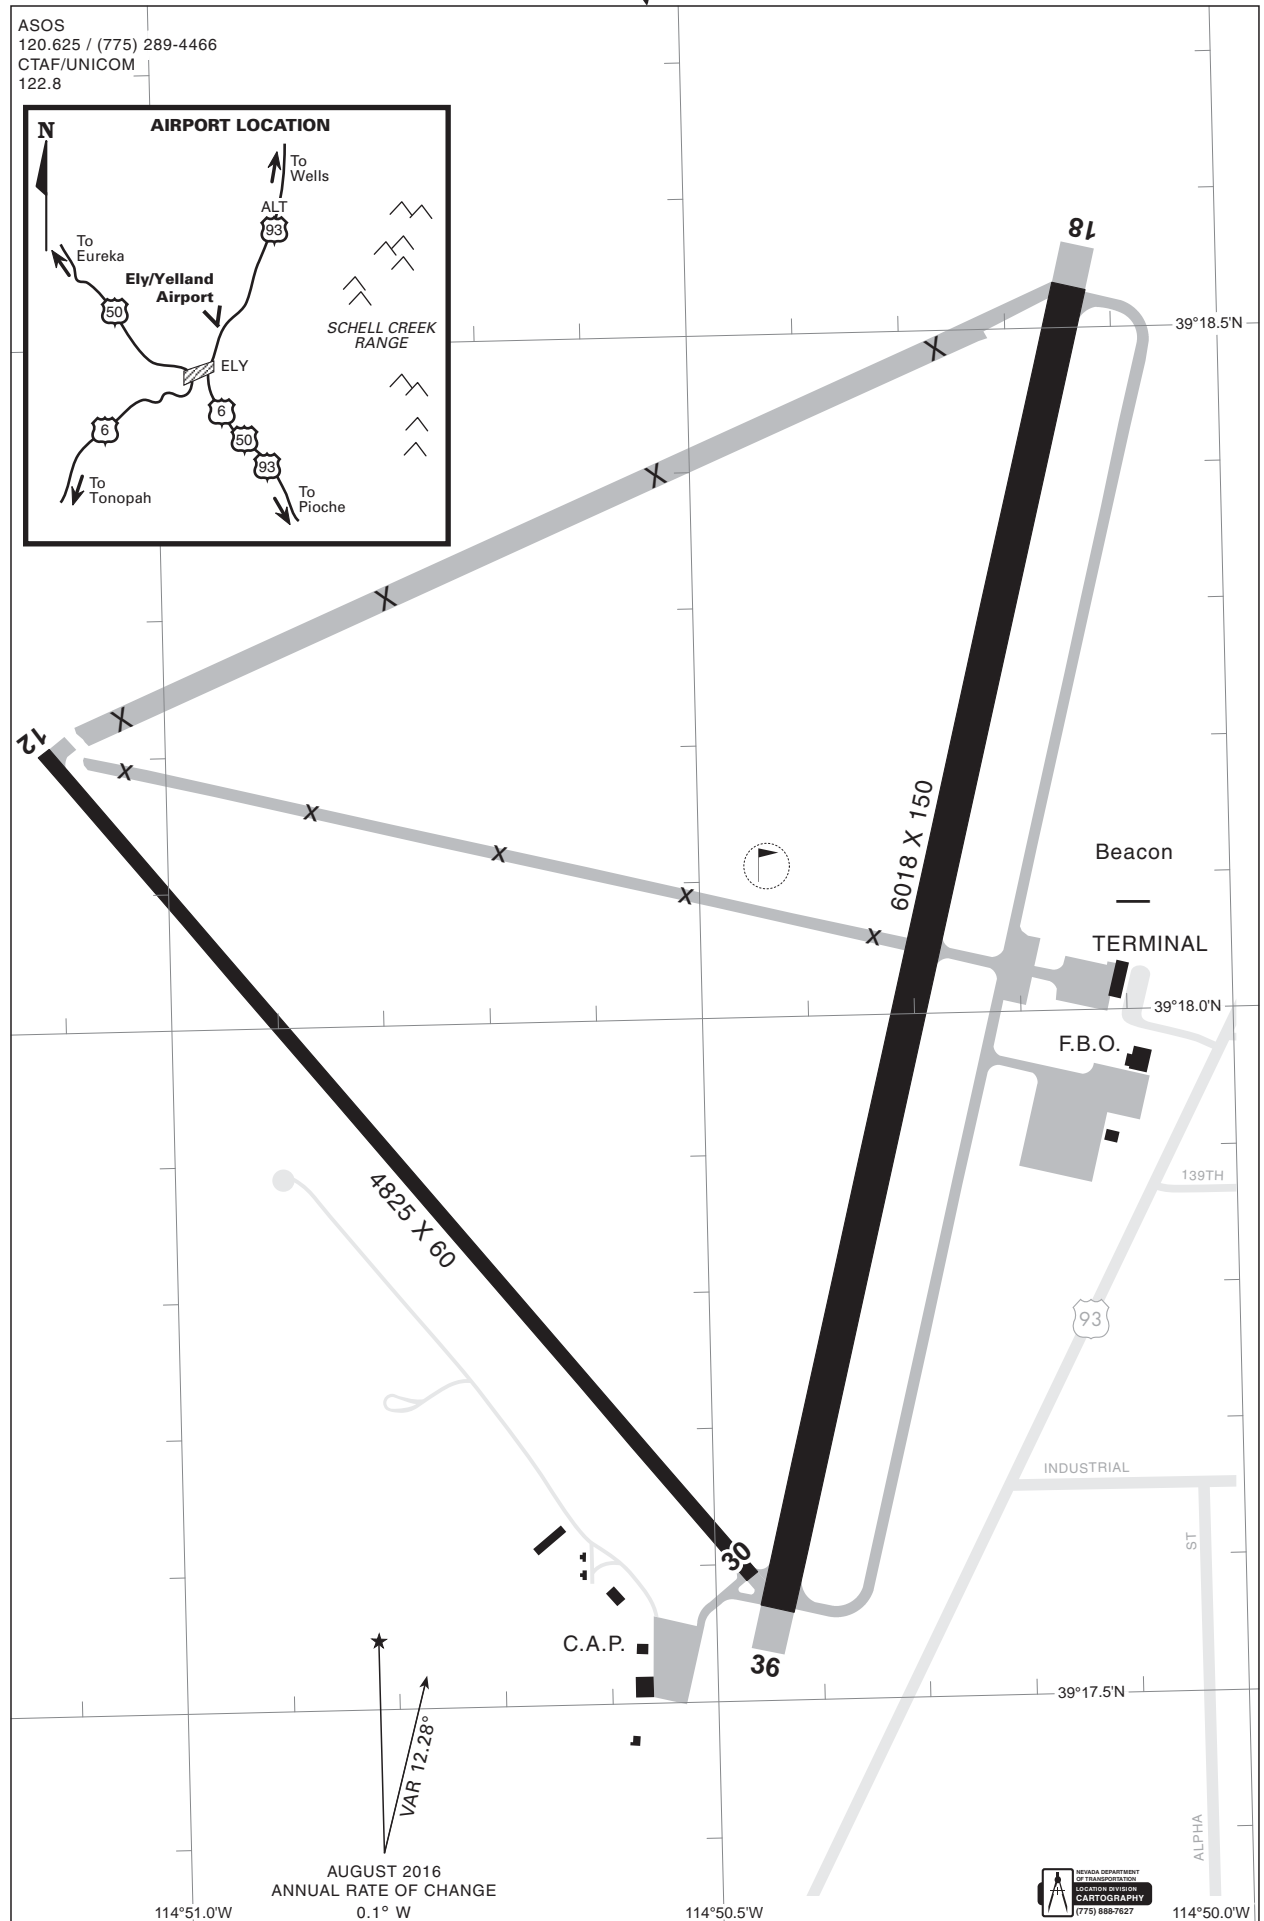 ASOS
120.625 / (775) 289-4466
CTAF/UNICOM
122.8
AIRPORT LOCATION
N
To
Wells
ALT
93
To
Eureka
Ely/Yelland
Airport
50
SCHELL CREEK
RANGE
ELY
6
6
50
93
To
Tonopah
To
Pioche
18
39°18.5'N
X
X
X
X
12
X
X
X
X
X
6018 X 150
Beacon
TERMINAL
39°18.0'N
F.B.O.
139TH
4825 X 60
93
INDUSTRIAL
ST
30
C.A.P.
36
39°17.5'N
VAR 12.28°
ALPHA
AUGUST 2016
ANNUAL RATE OF CHANGE
0.1° W
NEVADA DEPARTMENT
OF TRANSPORTATION
LOCATION DIVISION
CARTOGRAPHY
(775) 888-7627
114°51.0'W
114°50.5'W
114°50.0'W